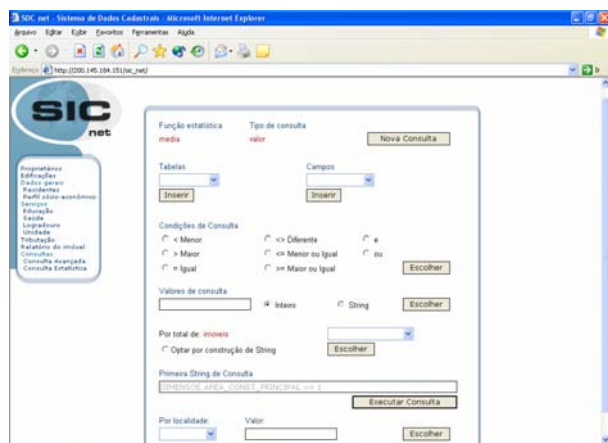 SDC net - Sistema de Dados Cadastrais - Microsoft Internet Explorer
Arquivo Editar Exibir Favoritos Ferramentas Ajuda
Endereço http://200.145.184.151/sic_net/
SIC
net
Proprietários
Edificações
Dados gerais
Residentes
Perfil sócio-econômico
Serviços
Educação
Saúde
Logradouro
Unidade
Tributação
Relatório do imóvel
Consultas
Consulta Avançada
Consulta Estatística
Função estatística Tipo de consulta
media valor Nova Consulta
Tabelas Campos
Inserir Inserir
Condições de Consulta
< Menor <> Diferente e
> Maior <= Menor ou Igual ou
= Igual >= Maior ou Igual Escolher
Valores de consulta
Inteiro String Escolher
Por total de: imoveis
Optar por construção de String Escolher
Primeira String de Consulta
DIMENSOE.AREA_CONST_PRINCIPAL >= 1
Executar Consulta
Por localidade: Valor:
Escolher